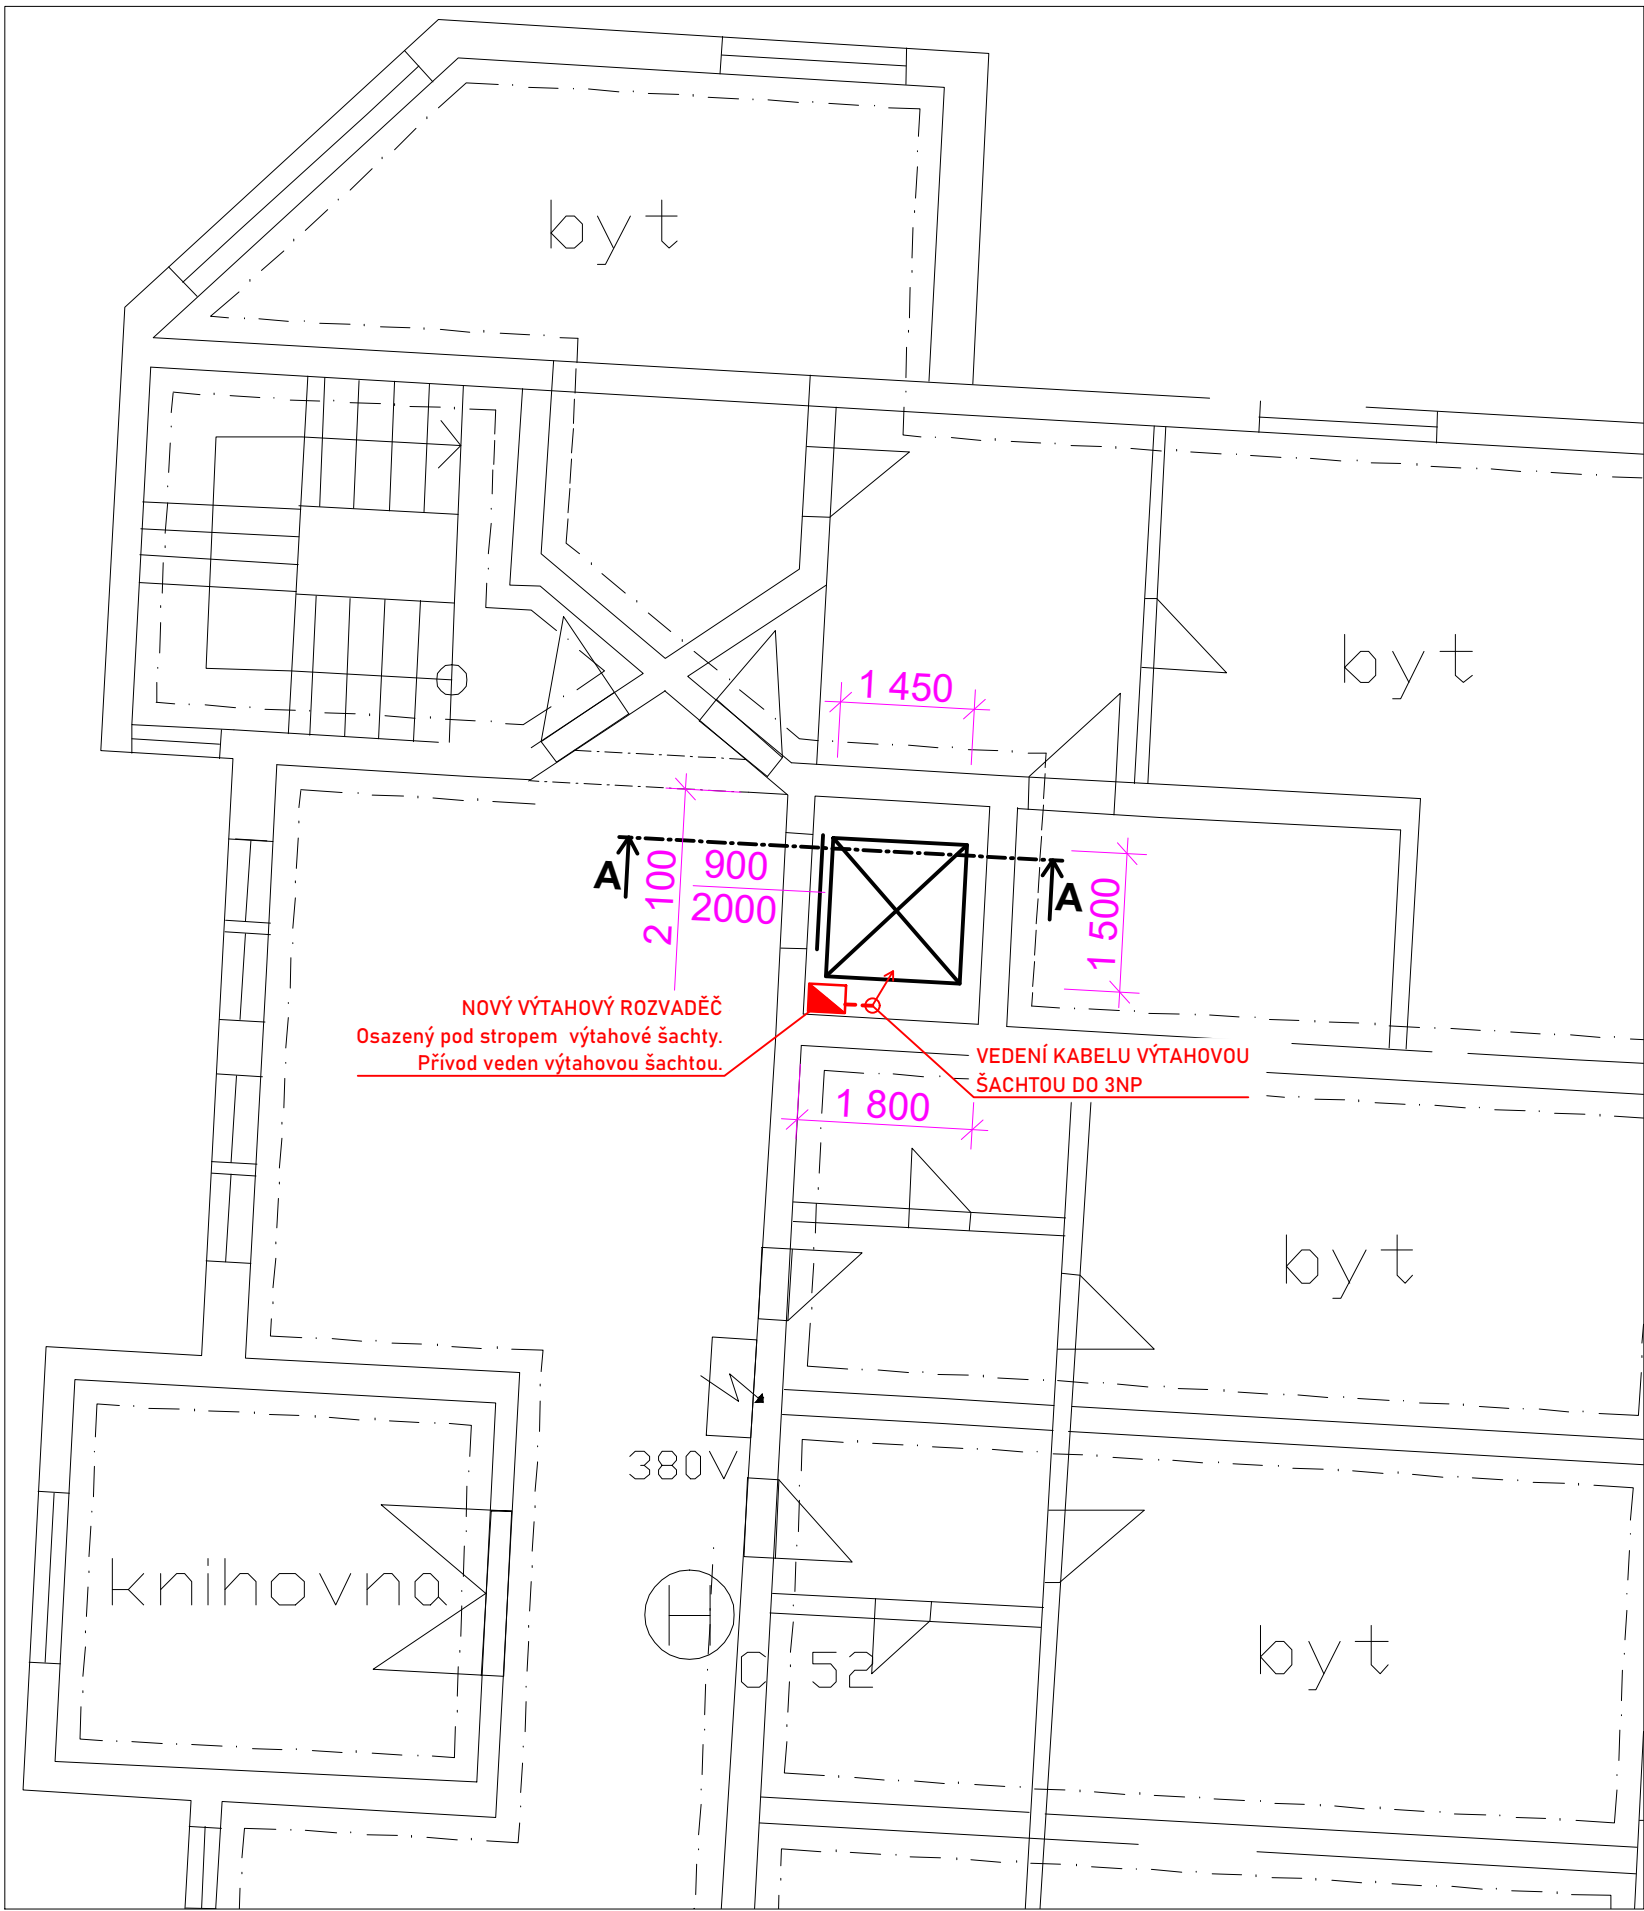 byt
byt
1 450
A
2 100
900
2000
A
1 500
NOVÝ VÝTAHOVÝ ROZVADĚČ
Osazený pod stropem výtahové šachty.
Přívod veden výtahovou šachtou.
VEDENÍ KABELU VÝTAHOVOU
ŠACHTOU DO 3NP
1 800
byt
380V
knihovna
H
C 52
byt